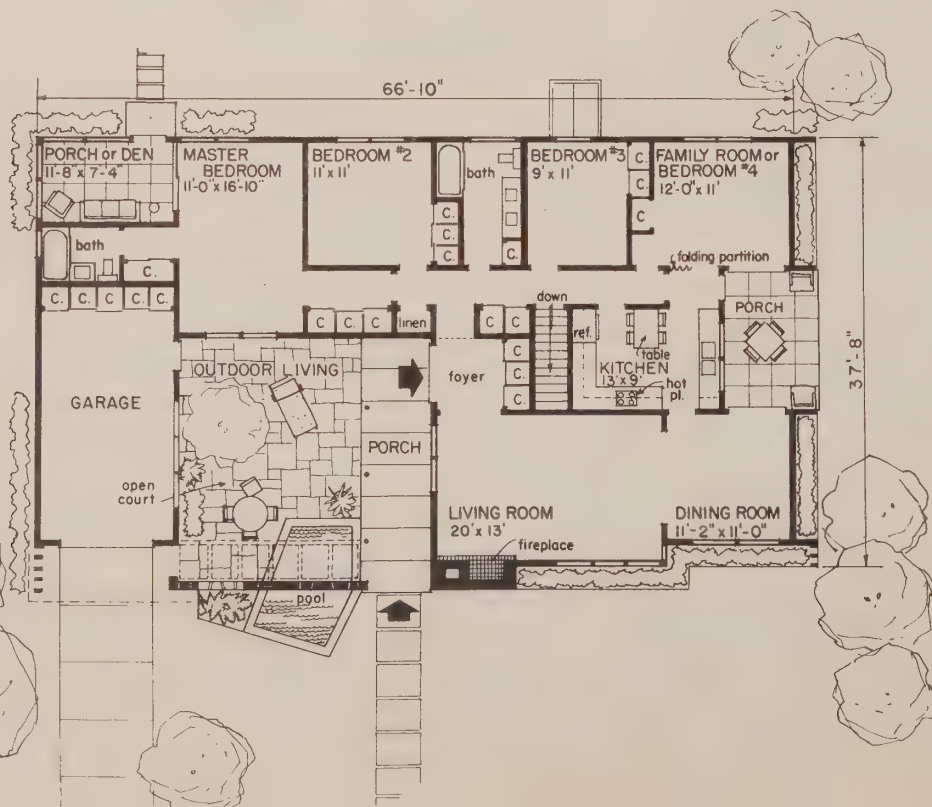 66'-10"
PORCH or DEN
11'-8" x 7'-4"
MASTER
BEDROOM
11'-0" x 16'-10"
BEDROOM #2
11' x 11'
bath
BEDROOM #3
9' x 11'
FAMILY ROOM or
BEDROOM #4
12'-0" x 11'
C.
C.
C.
C.
C.
C.
bath
C.
folding partition
C. C. C. C. C.
C C C
linen
C C
down
ref.
table
PORCH
37'-8"
OUTDOOR LIVING
foyer
C.
C.
C.
KITCHEN
13' x 9'
hot
pl.
GARAGE
PORCH
open
court
LIVING ROOM
20' x 13'
DINING ROOM
11'-2" x 11'-0"
fireplace
pool